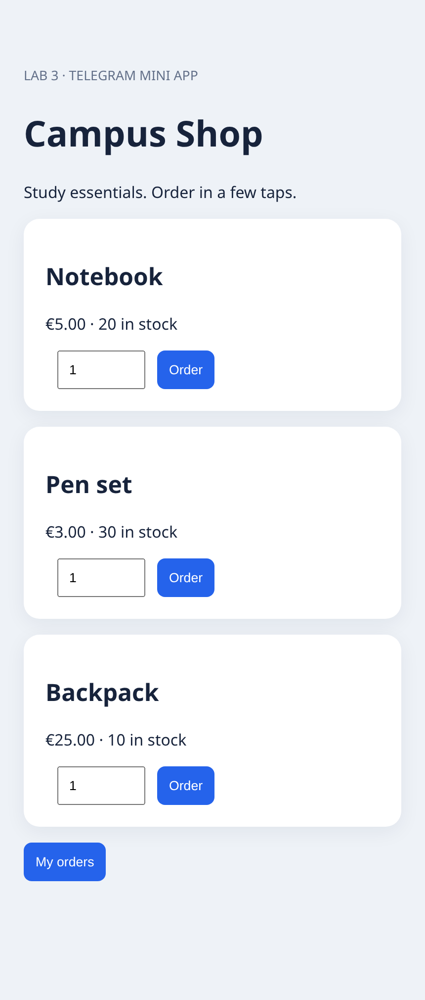 LAB 3 · TELEGRAM MINI APP
Campus Shop
Study essentials. Order in a few taps.
Notebook
€5.00 · 20 in stock
1 Order
Pen set
€3.00 · 30 in stock
1 Order
Backpack
€25.00 · 10 in stock
1 Order
My orders